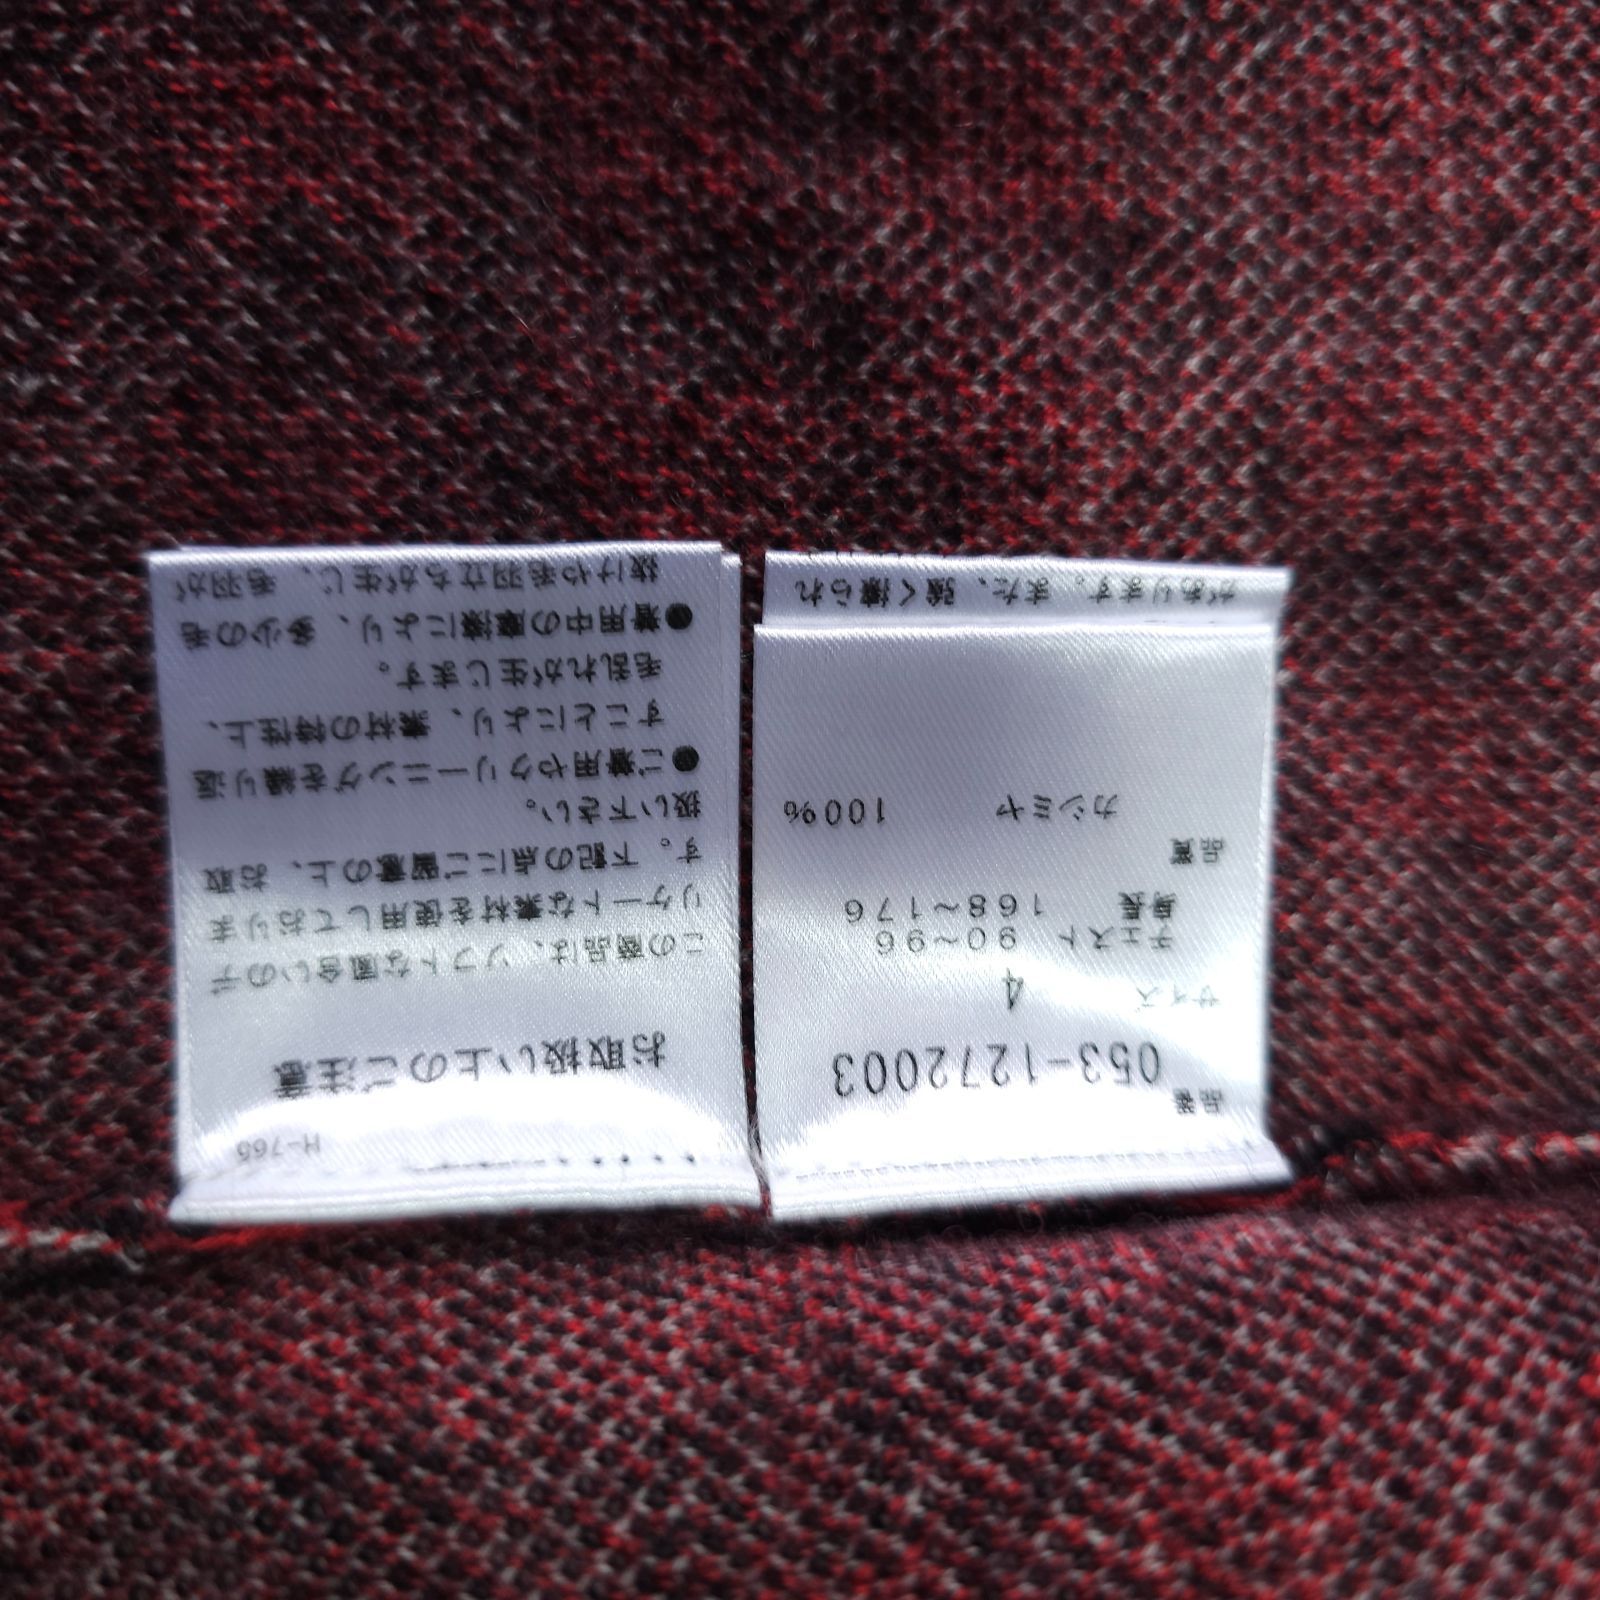 品番
053-1272003
サイズ 4
チェスト 90~96
身長 168~176
品質
カシミヤ 100%
があります。また、強く擦られ
H-765
お取扱い上のご注意
この商品は、ソフトな風合いのデ
リケートな素材を使用しておりま
す。下記の点にご留意の上、お取
扱い下さい。
●ご着用やクリーニングを繰り返
すことにより、素材の特性上、
毛乱れが生じます。
●着用中の摩擦により、多少の毛
抜けや毛羽立ちが生じ、毛羽が